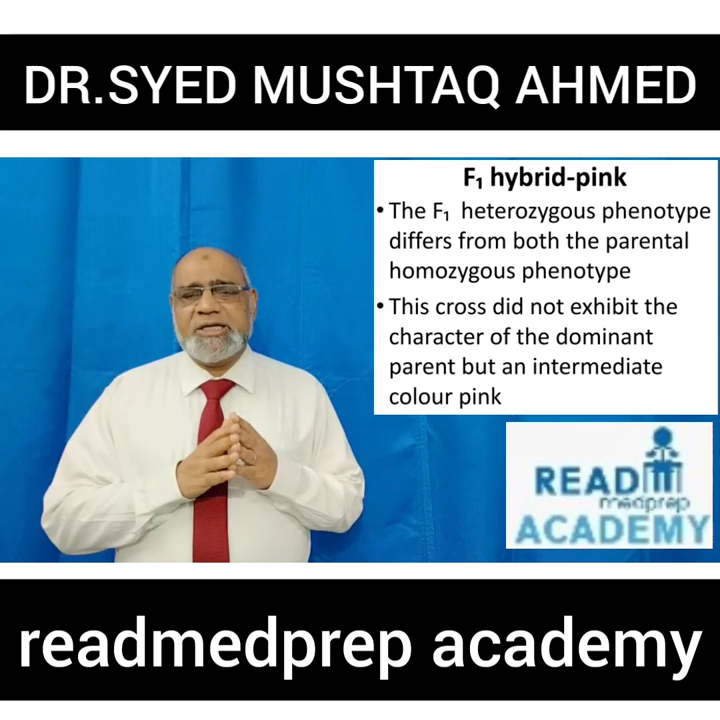 DR.SYED MUSHTAQ AHMED
F₁ hybrid-pink
• The F₁ heterozygous phenotype
differs from both the parental
homozygous phenotype
• This cross did not exhibit the
character of the dominant
parent but an intermediate
colour pink
READ
medprep
ACADEMY
readmedprep academy